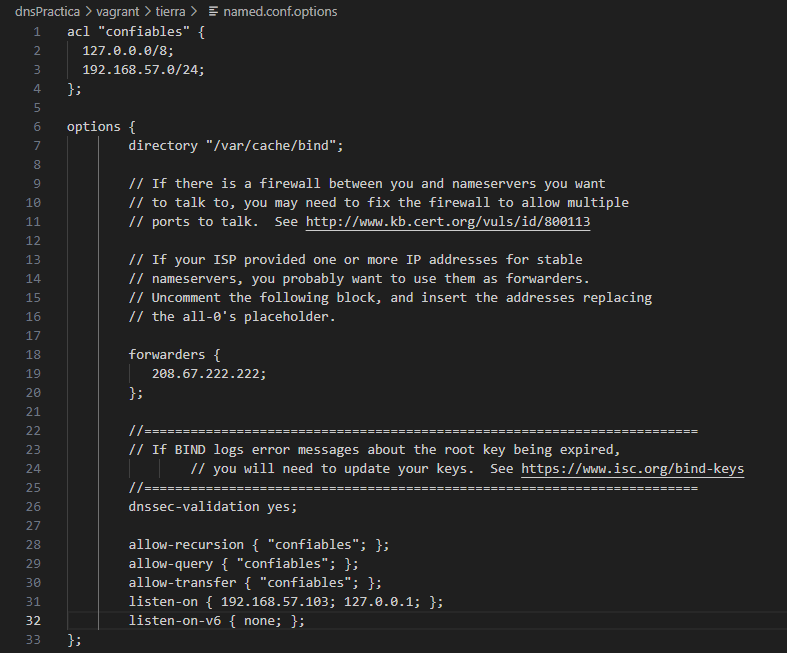 dnsPractica > vagrant > tierra > named.conf.options
1 acl "confiables" {
2 127.0.0.0/8;
3 192.168.57.0/24;
4 };
5
6 options {
7 directory "/var/cache/bind";
8
9 // If there is a firewall between you and nameservers you want
10 // to talk to, you may need to fix the firewall to allow multiple
11 // ports to talk.  See http://www.kb.cert.org/vuls/id/800113
12
13 // If your ISP provided one or more IP addresses for stable
14 // nameservers, you probably want to use them as forwarders.
15 // Uncomment the following block, and insert the addresses replacing
16 // the all-0's placeholder.
17
18 forwarders {
19 208.67.222.222;
20 };
21
22 //========================================================================
23 // If BIND logs error messages about the root key being expired,
24 // you will need to update your keys.  See https://www.isc.org/bind-keys
25 //========================================================================
26 dnssec-validation yes;
27
28 allow-recursion { "confiables"; };
29 allow-query { "confiables"; };
30 allow-transfer { "confiables"; };
31 listen-on { 192.168.57.103; 127.0.0.1; };
32 listen-on-v6 { none; };
33 };